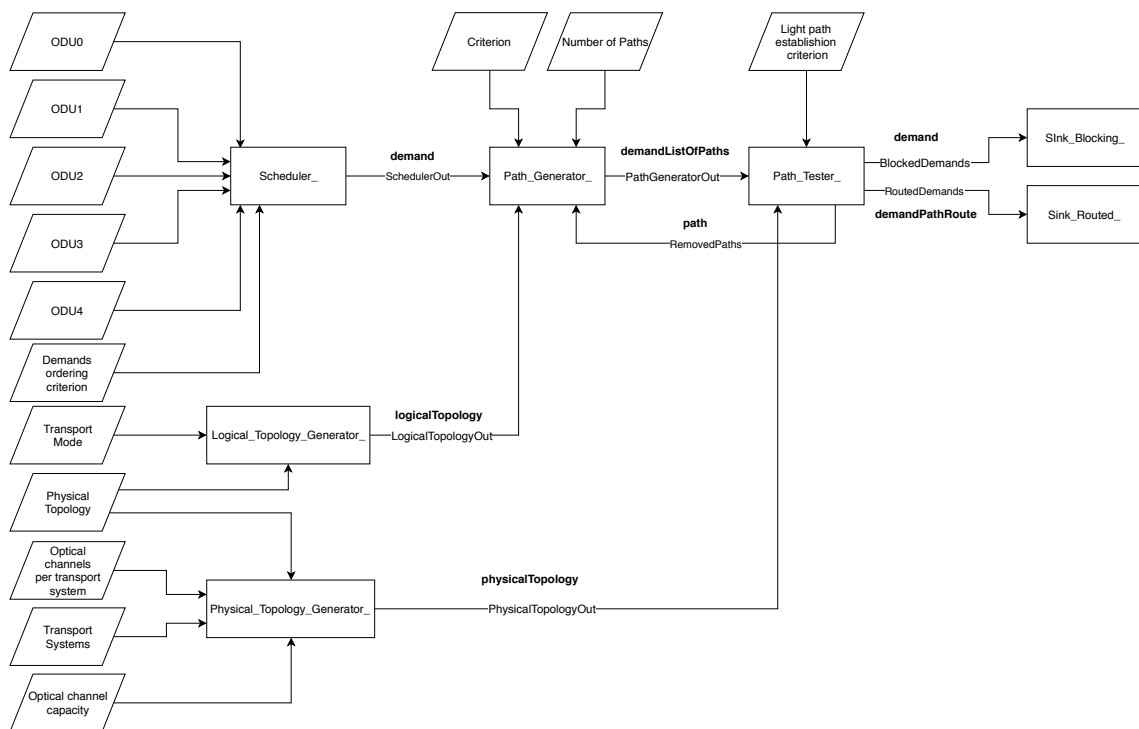 ODU0
Criterion
Number of Paths
Light path
establishion
criterion
ODU1
demand
demand
demandListOfPaths
SInk_Blocking_
BlockedDemands
ODU2
Scheduler_
SchedulerOut
Path_Generator_
PathGeneratorOut
Path_Tester_
RoutedDemands
demandPathRoute
Sink_Routed_
path
RemovedPaths
ODU3
ODU4
Demands
ordering
criterion
logicalTopology
Transport
Mode
Logical_Topology_Generator_
LogicalTopologyOut
Physical
Topology
Optical
channels
per transport
system
physicalTopology
Physical_Topology_Generator_
PhysicalTopologyOut
Transport
Systems
Optical channel
capacity